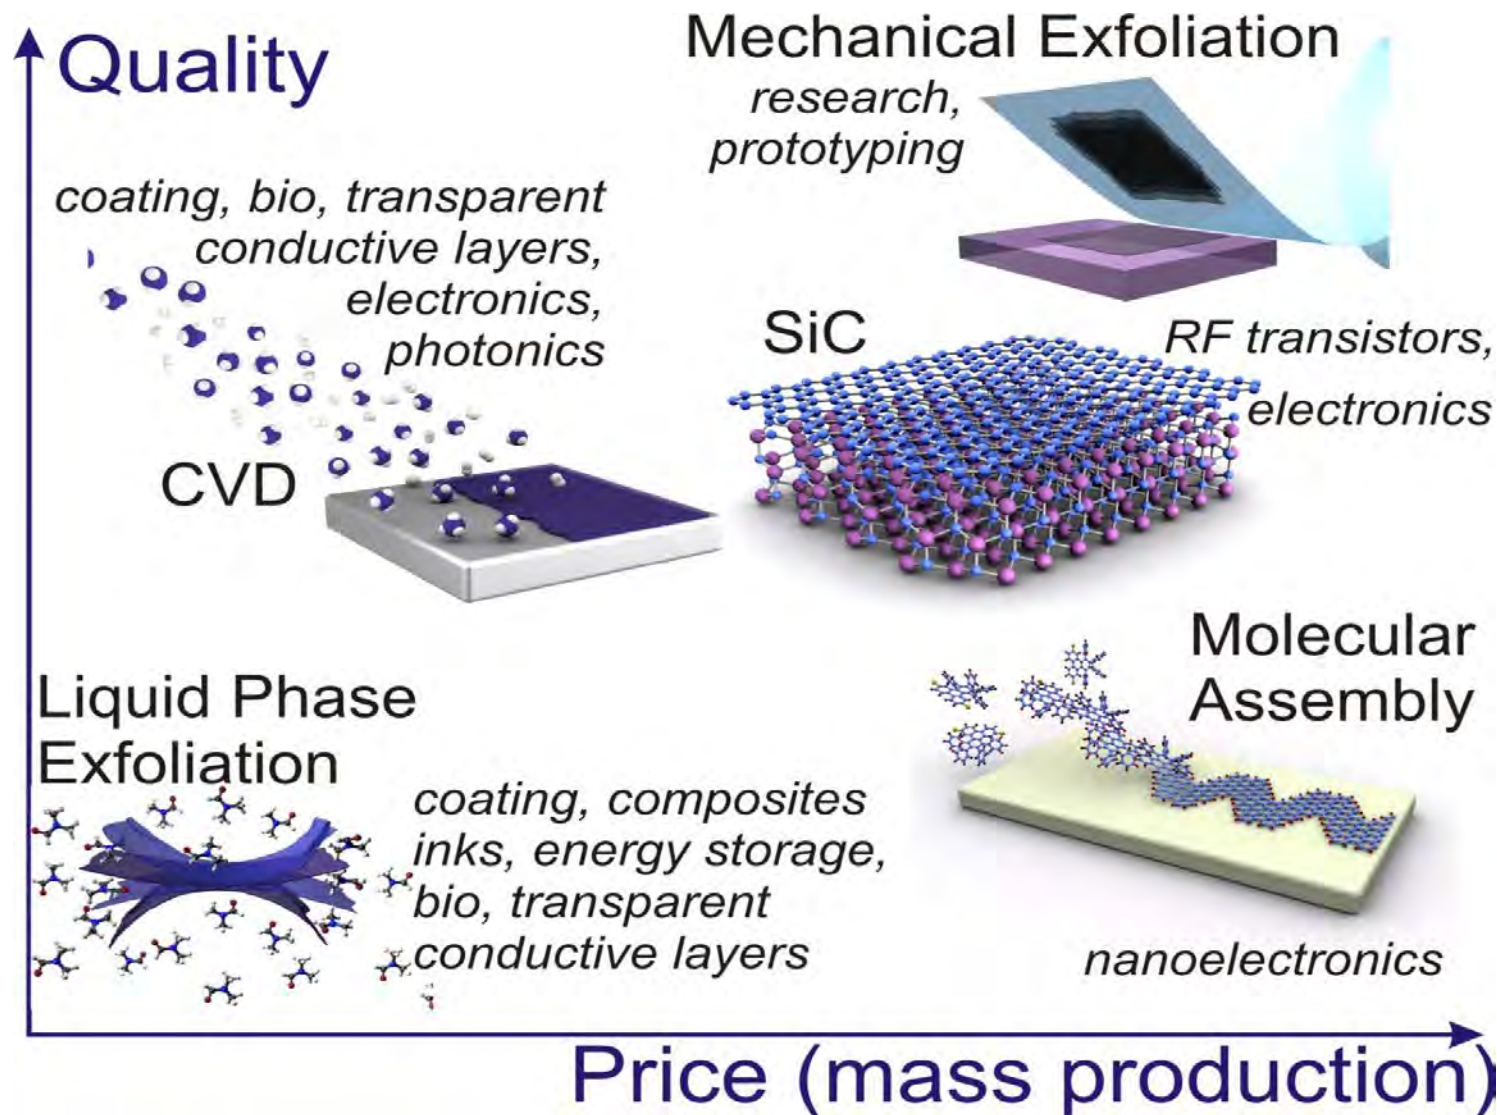 Quality
Mechanical Exfoliation
research,
prototyping
coating, bio, transparent
conductive layers,
electronics,
photonics
CVD
SiC
RF transistors,
electronics
Liquid Phase
Exfoliation
coating, composites
inks, energy storage,
bio, transparent
conductive layers
Molecular
Assembly
nanoelectronics
Price (mass production)